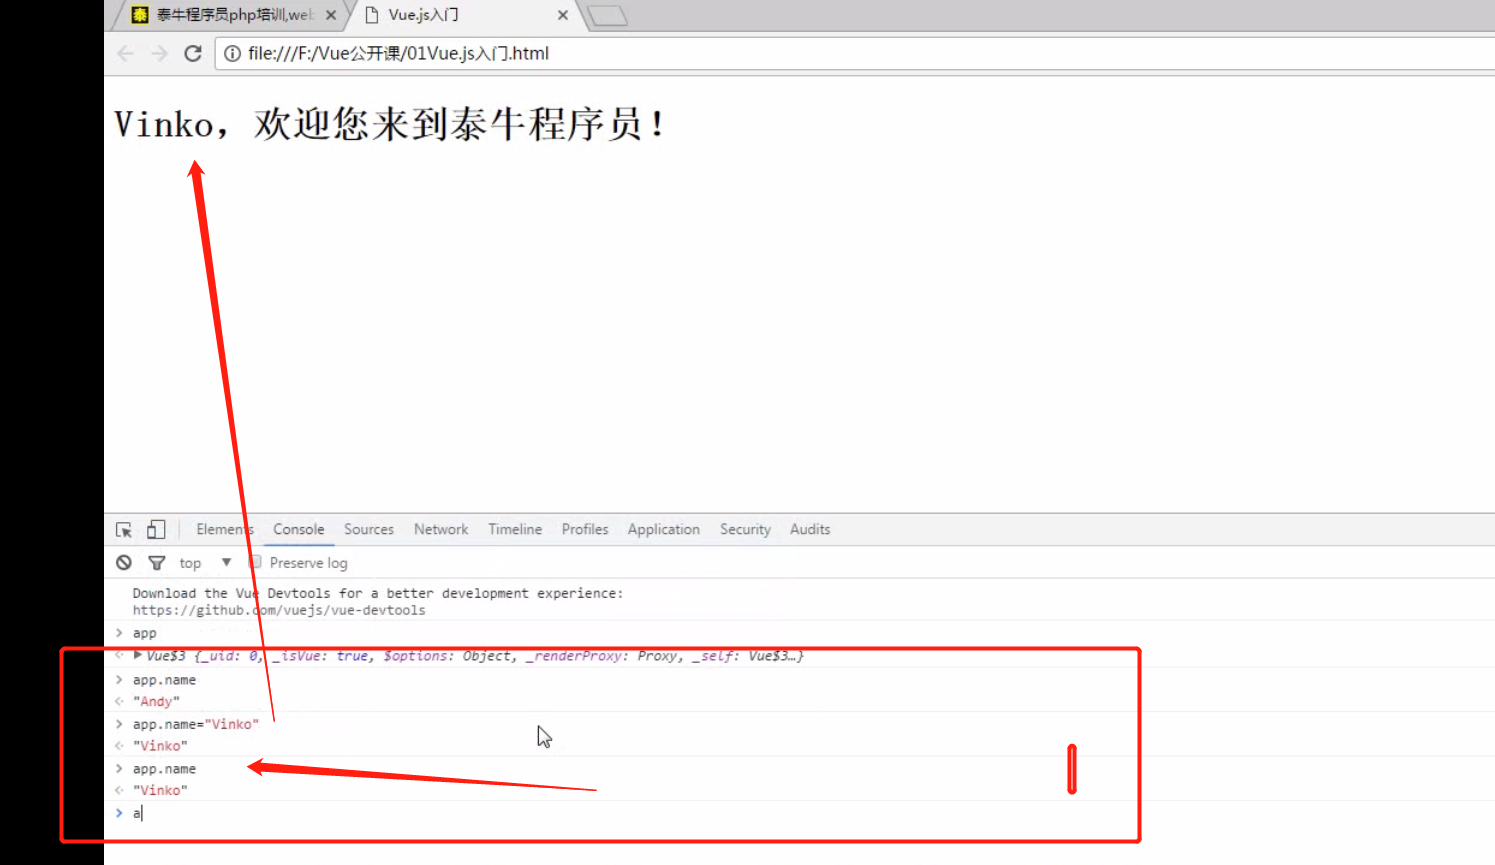 泰牛程序员php培训,web
Vue.js入门
file:///F:/Vue公开课/01Vue.js入门.html
Vinko，欢迎您来到泰牛程序员！
Elements Console Sources Network Timeline Profiles Application Security Audits
top Preserve log
Download the Vue Devtools for a better development experience:
https://github.com/vuejs/vue-devtools
> app
Vue$3 {_uid: 0, _isVue: true, $options: Object, _renderProxy: Proxy, _self: Vue$3…}
> app.name
"Andy"
> app.name="Vinko"
"Vinko"
> app.name
"Vinko"
> a